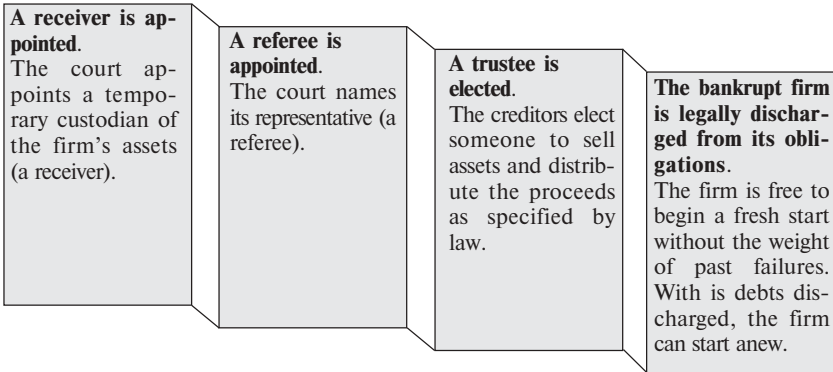 A receiver is ap-
pointed.
The court ap-
points a tempo-
rary custodian of
the firm's assets
(a receiver).
A referee is
appointed.
The court names
its representative (a
referee).
A trustee is
elected.
The creditors elect
someone to sell
assets and distrib-
ute the proceeds
as specified by
law.
The bankrupt firm
is legally dischar-
ged from its obli-
gations.
The firm is free to
begin a fresh start
without the weight
of past failures.
With is debts dis-
charged, the firm
can start anew.